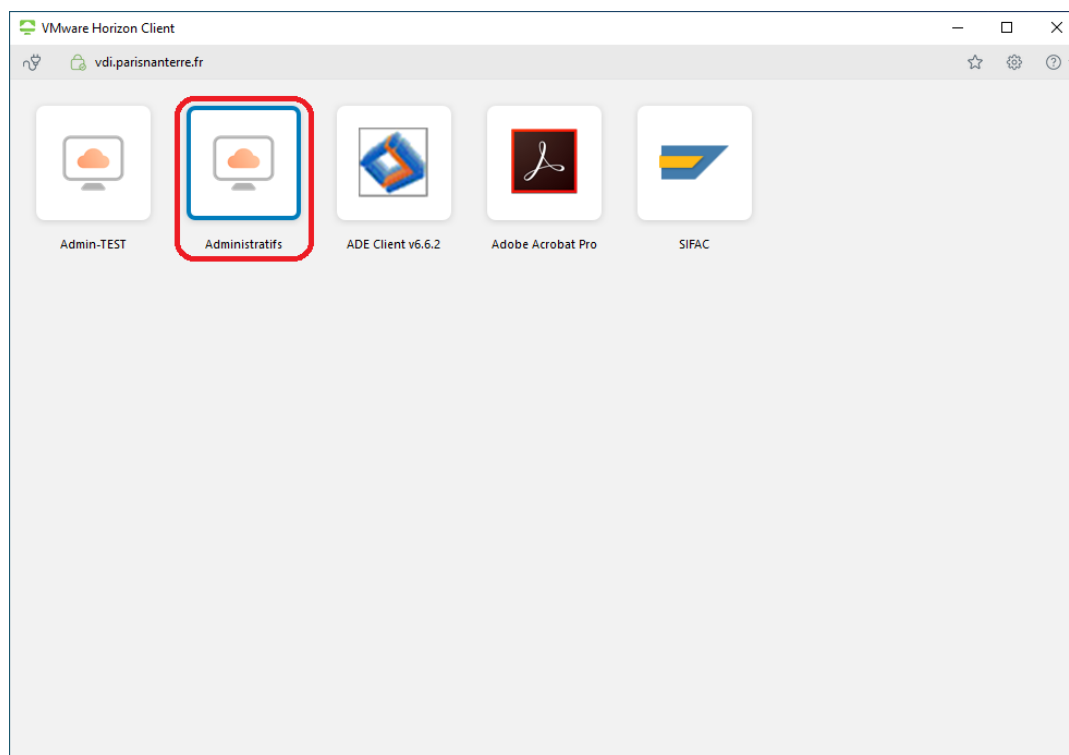 VMware Horizon Client
vdi.parisnanterre.fr
Admin-TEST
Administratifs
ADE Client v6.6.2
Adobe Acrobat Pro
SIFAC